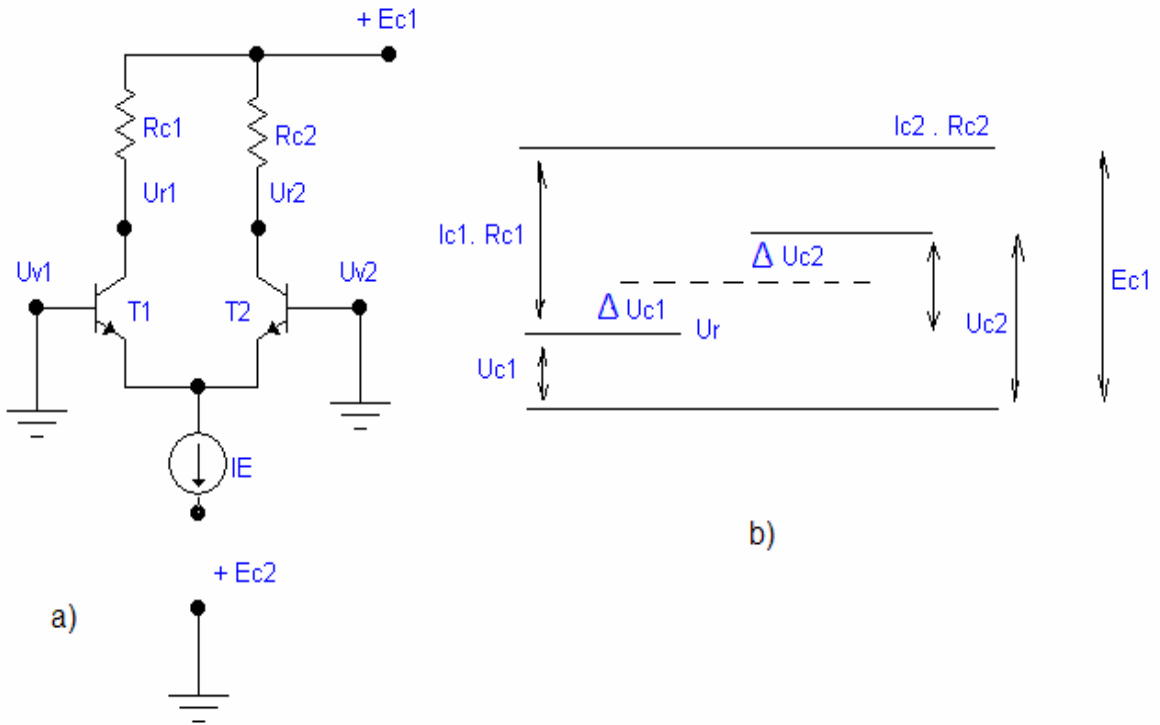 + Ec1
Rc1
Rc2
Ur1
Ur2
Uv1
Uv2
T1
T2
IE
+ Ec2
a)
Ic2 . Rc2
Ic1. Rc1
Δ Uc2
Δ Uc1
Ur
Uc1
Uc2
Ec1
b)